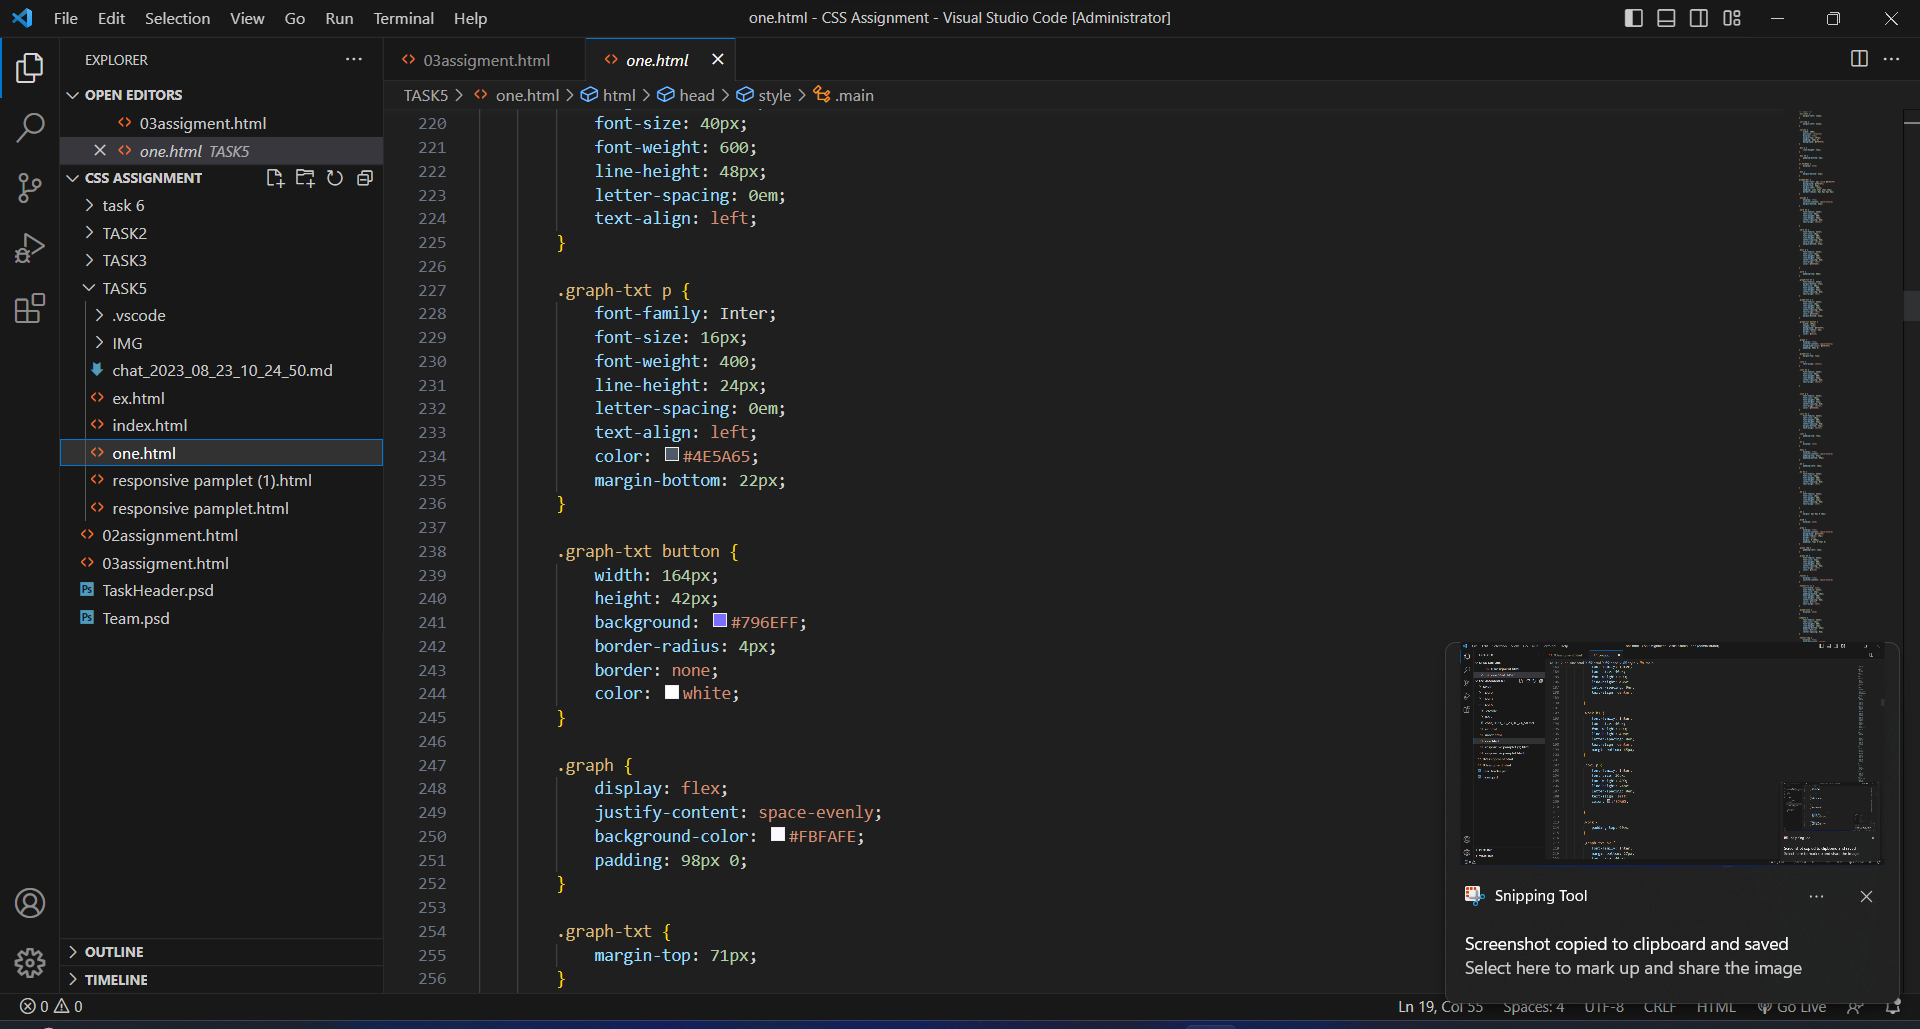 File Edit Selection View Go Run Terminal Help
one.html - CSS Assignment - Visual Studio Code [Administrator]
EXPLORER
OPEN EDITORS
03assigment.html
one.html TASK5
CSS ASSIGNMENT
task 6
TASK2
TASK3
TASK5
.vscode
IMG
chat_2023_08_23_10_24_50.md
ex.html
index.html
one.html
responsive pamplet (1).html
responsive pamplet.html
02assignment.html
03assigment.html
Ps TaskHeader.psd
Ps Team.psd
OUTLINE
TIMELINE
03assigment.html one.html
TASK5 > one.html > html > head > style > .main
220 font-size: 40px;
221 font-weight: 600;
222 line-height: 48px;
223 letter-spacing: 0em;
224 text-align: left;
225 }
226
227 .graph-txt p {
228 font-family: Inter;
229 font-size: 16px;
230 font-weight: 400;
231 line-height: 24px;
232 letter-spacing: 0em;
233 text-align: left;
234 color: #4E5A65;
235 margin-bottom: 22px;
236 }
237
238 .graph-txt button {
239 width: 164px;
240 height: 42px;
241 background: #796EFF;
242 border-radius: 4px;
243 border: none;
244 color: white;
245 }
246
247 .graph {
248 display: flex;
249 justify-content: space-evenly;
250 background-color: #FBFAFE;
251 padding: 98px 0;
252 }
253
254 .graph-txt {
255 margin-top: 71px;
256 }
Snipping Tool
Screenshot copied to clipboard and saved
Select here to mark up and share the image
0 0
Ln 19, Col 55 Spaces: 4 UTF-8 CRLF HTML Go Live